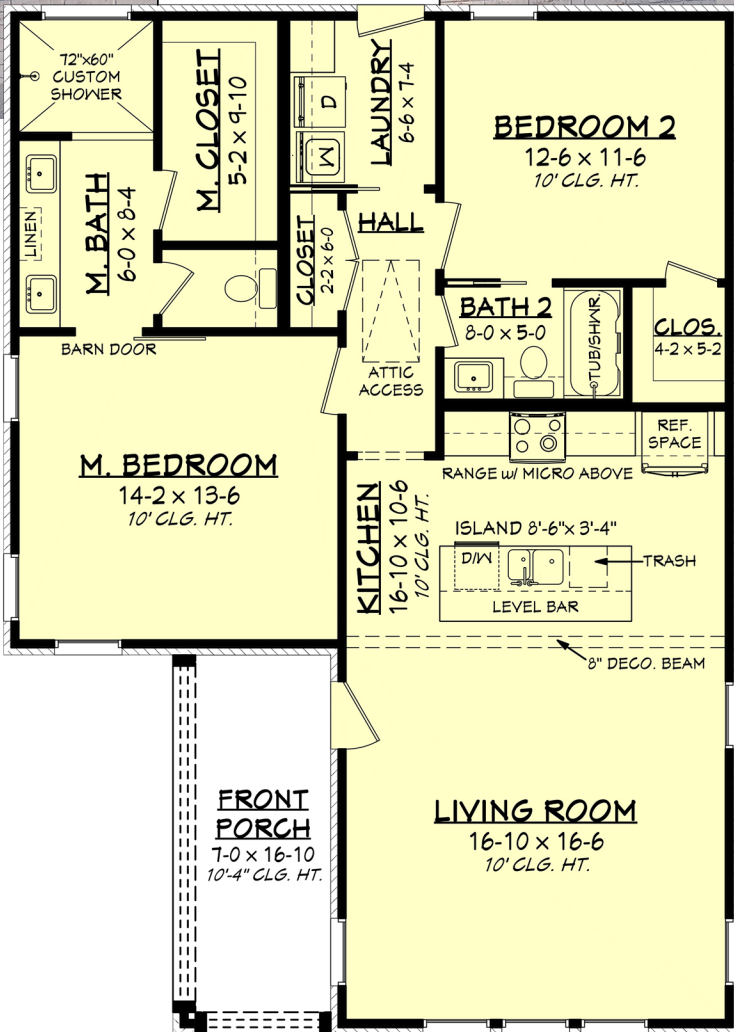 72"x60"
CUSTOM
SHOWER
M. CLOSET
5-2 x 9-10
D
W
LAUNDRY
6-6 x 7-4
BEDROOM 2
12-6 x 11-6
10' CLG. HT.
LINEN
M. BATH
6-0 x 8-4
CLOSET
2-2 x 6-0
HALL
BATH 2
8-0 x 5-0
TUB/SHWR.
CLOS.
4-2 x 5-2
BARN DOOR
ATTIC
ACCESS
M. BEDROOM
14-2 x 13-6
10' CLG. HT.
REF.
SPACE
RANGE w/ MICRO ABOVE
KITCHEN
16-10 x 10-6
10' CLG. HT.
ISLAND 8'-6"x 3'-4"
D/W
TRASH
LEVEL BAR
8" DECO. BEAM
FRONT
PORCH
7-0 x 16-10
10'-4" CLG. HT.
LIVING ROOM
16-10 x 16-6
10' CLG. HT.